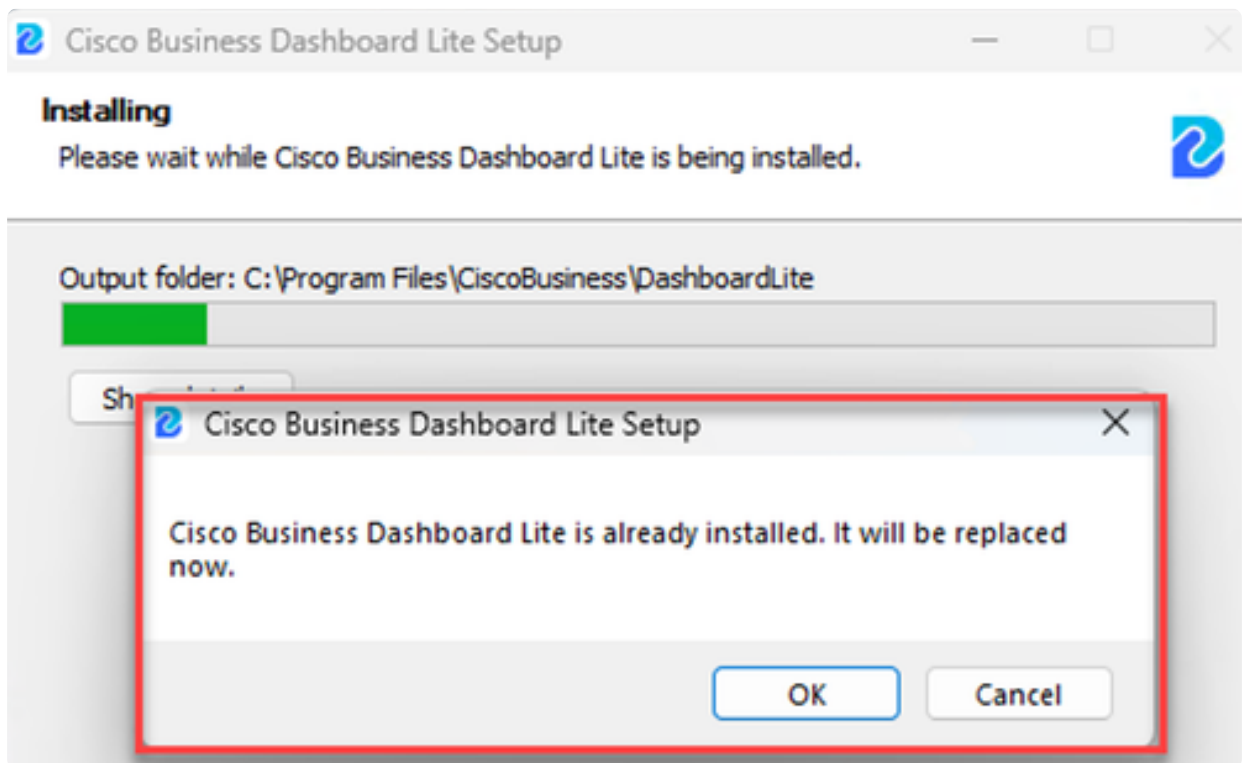 Cisco Business Dashboard Lite Setup
Installing
Please wait while Cisco Business Dashboard Lite is being installed.
Output folder: C:\Program Files\CiscoBusiness\DashboardLite
Cisco Business Dashboard Lite Setup
Cisco Business Dashboard Lite is already installed. It will be replaced
now.
OK
Cancel